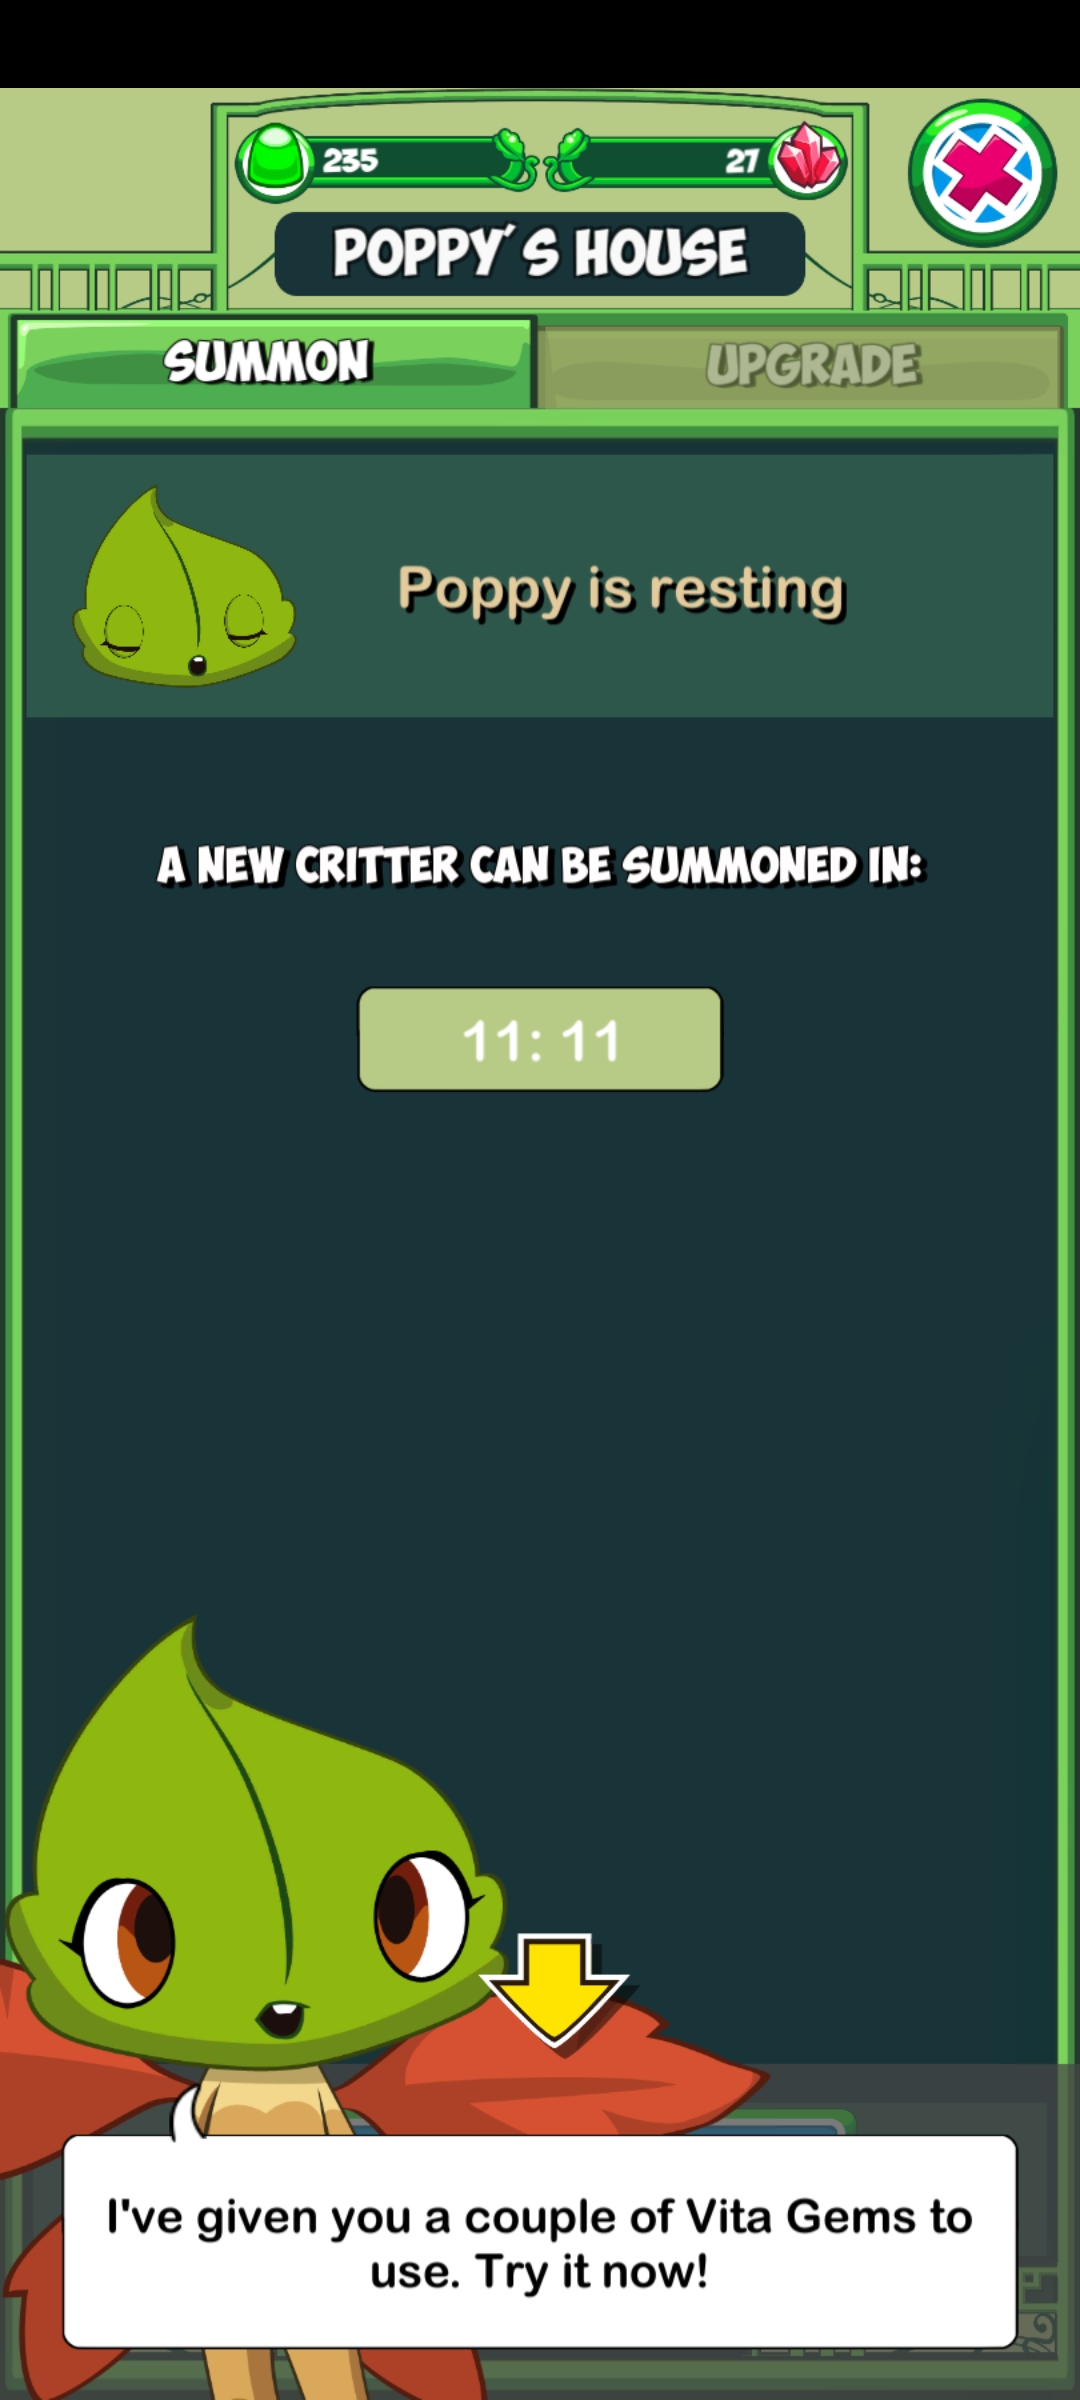 235
27
POPPY'S HOUSE
SUMMON
UPGRADE
Poppy is resting
A NEW CRITTER CAN BE SUMMONED IN:
11: 11
I've given you a couple of Vita Gems to
use. Try it now!